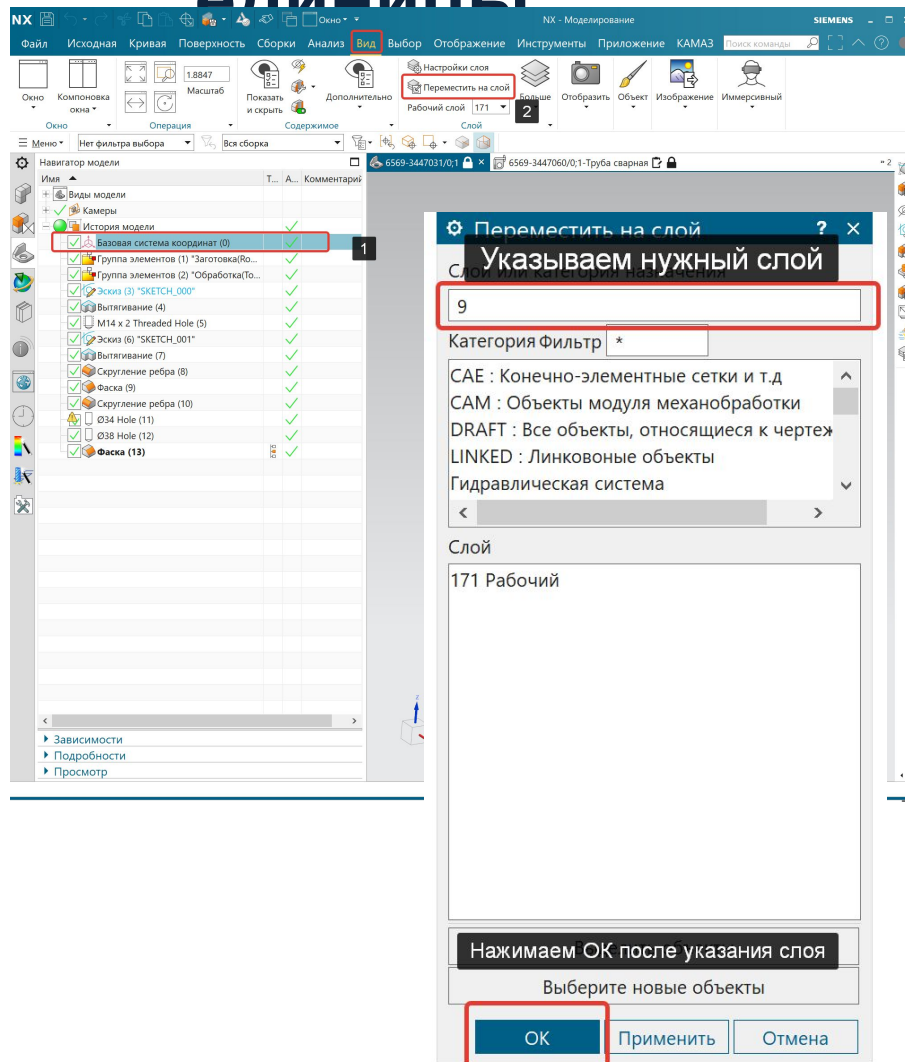 NX
Окно
NX - Моделирование
SIEMENS
Файл Исходная Кривая Поверхность Сборки Анализ Вид Выбор Отображение Инструменты Приложение КАМАЗ Поиск команды
Окно
Компоновка окна
1.8847
Масштаб
Показать и скрыть
Дополнительно
Настройки слоя
Переместить на слой
Рабочий слой 171
2
Больше
Отобразить
Объект
Изображение
Иммерсивный
Окно Операция Содержимое Слой
Меню Нет фильтра выбора Вся сборка
Навигатор модели
6569-3447031/0;1
6569-3447060/0;1-Труба сварная
2
Имя Т... А... Комментарий
Виды модели
Камеры
История модели
Базовая система координат (0)
1
Группа элементов (1) "Заготовка(Ro...
Группа элементов (2) "Обработка(To...
Эскиз (3) "SKETCH_000"
Вытягивание (4)
M14 x 2 Threaded Hole (5)
Эскиз (6) "SKETCH_001"
Вытягивание (7)
Скругление ребра (8)
Фаска (9)
Скругление ребра (10)
Ø34 Hole (11)
Ø38 Hole (12)
Фаска (13)
Зависимости
Подробности
Просмотр
z
Переместить на слой ? ×
Указываем нужный слой
Слой или категория назначения
9
Категория Фильтр *
CAE : Конечно-элементные сетки и т.д
CAM : Объекты модуля механобработки
DRAFT : Все объекты, относящиеся к чертеж
LINKED : Линковоные объекты
Гидравлическая система
Слой
171 Рабочий
Нажимаем ОК после указания слоя
Выберите новые объекты
ОК Применить Отмена